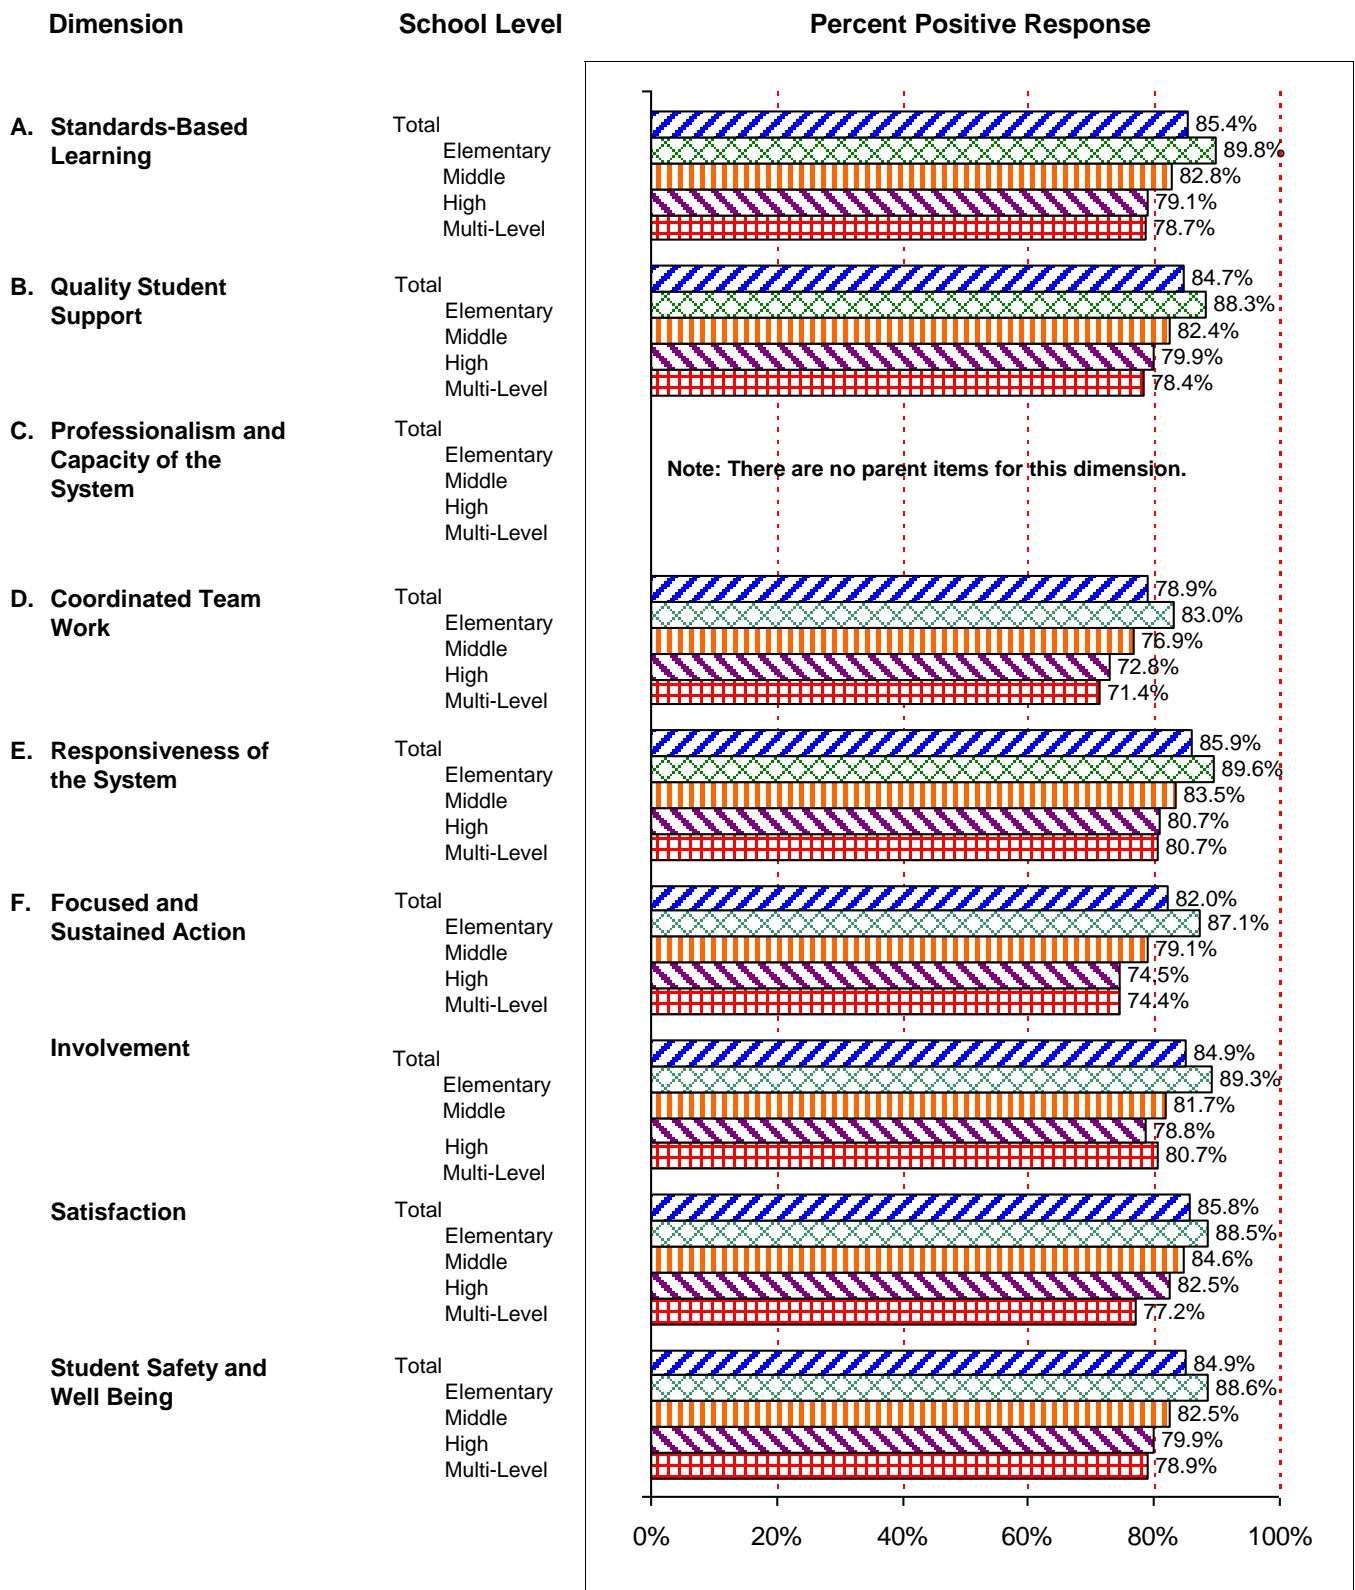 Dimension School Level Percent Positive Response
A. Standards-Based
Learning
Total
Elementary
Middle
High
Multi-Level
85.4%
89.8%
82.8%
79.1%
78.7%
B. Quality Student
Support
Total
Elementary
Middle
High
Multi-Level
84.7%
88.3%
82.4%
79.9%
78.4%
C. Professionalism and
Capacity of the
System
Total
Elementary
Middle
High
Multi-Level
Note: There are no parent items for this dimension.
D. Coordinated Team
Work
Total
Elementary
Middle
High
Multi-Level
78.9%
83.0%
76.9%
72.8%
71.4%
E. Responsiveness of
the System
Total
Elementary
Middle
High
Multi-Level
85.9%
89.6%
83.5%
80.7%
80.7%
F. Focused and
Sustained Action
Total
Elementary
Middle
High
Multi-Level
82.0%
87.1%
79.1%
74.5%
74.4%
Involvement
Total
Elementary
Middle
High
Multi-Level
84.9%
89.3%
81.7%
78.8%
80.7%
Satisfaction
Total
Elementary
Middle
High
Multi-Level
85.8%
88.5%
84.6%
82.5%
77.2%
Student Safety and
Well Being
Total
Elementary
Middle
High
Multi-Level
84.9%
88.6%
82.5%
79.9%
78.9%
0% 20% 40% 60% 80% 100%